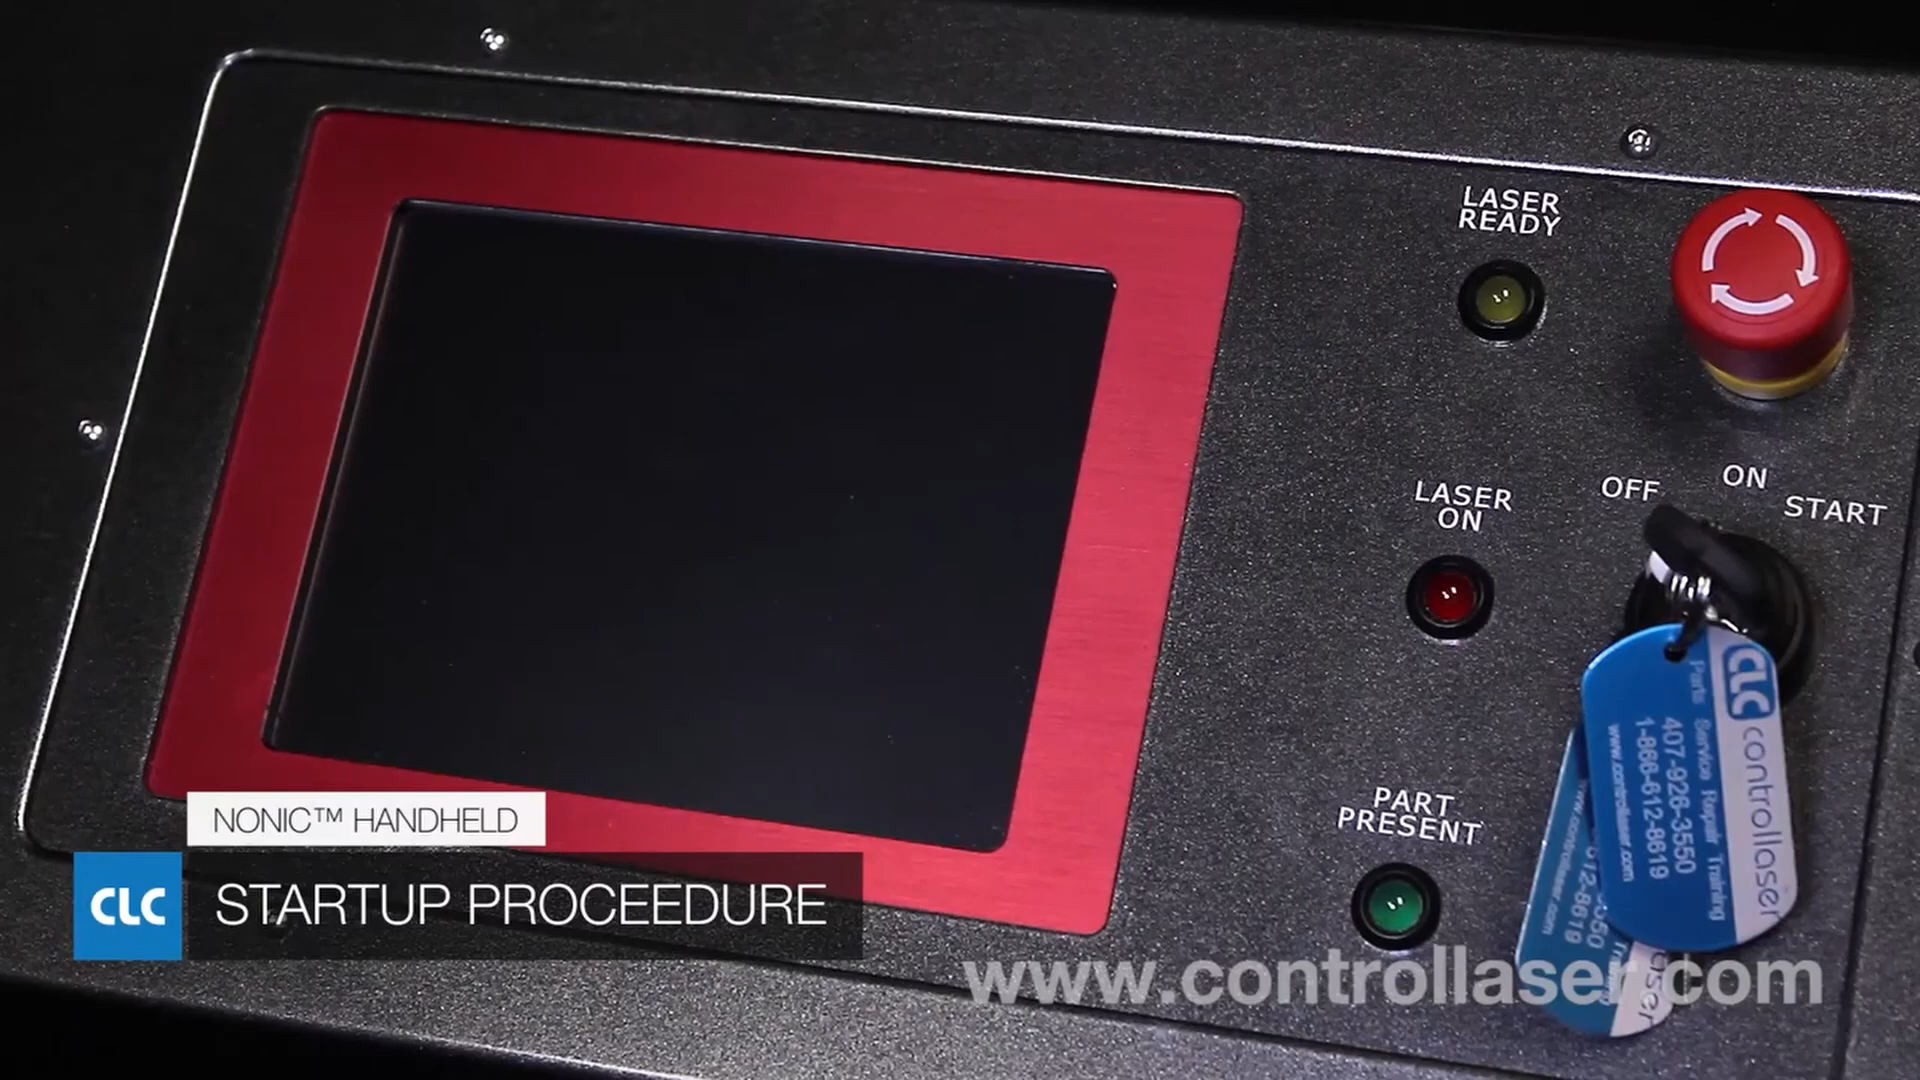 LASER
READY
OFF
ON
START
LASER
ON
PART
PRESENT
CLC controllaser
Parts Service Repair Training
407-926-3550
1-866-612-8619
www.controllaser.com
NONIC™ HANDHELD
CLC
STARTUP PROCEEDURE
www.controllaser.com